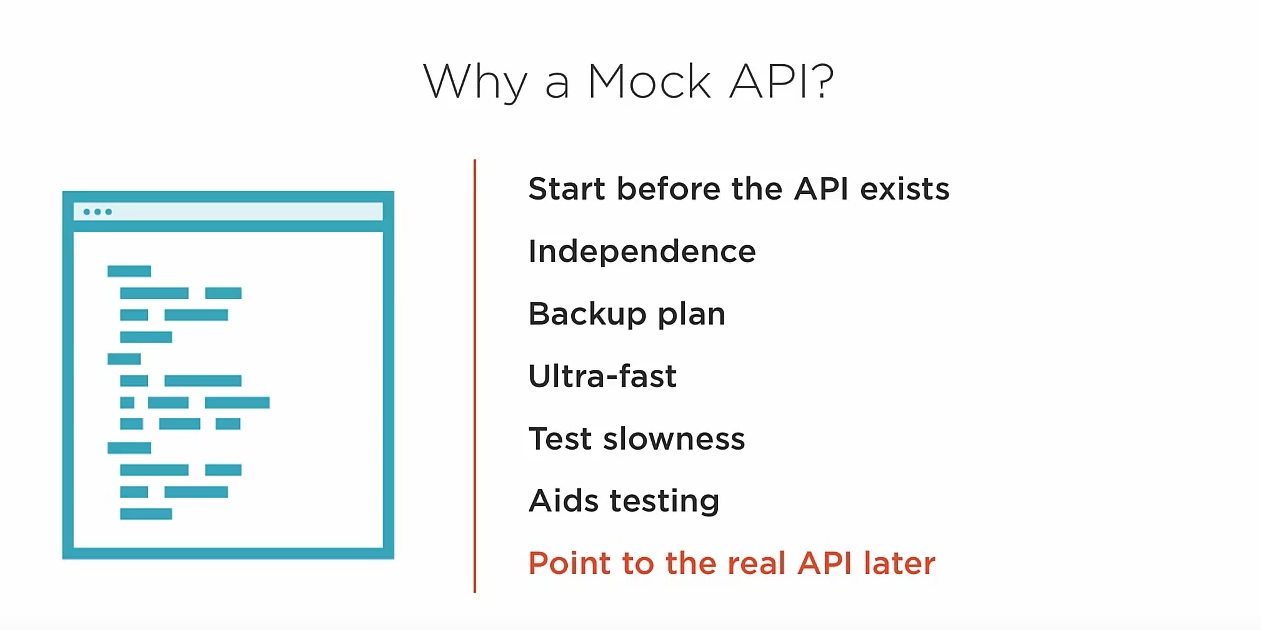 Why a Mock API?
Start before the API exists
Independence
Backup plan
Ultra-fast
Test slowness
Aids testing
Point to the real API later